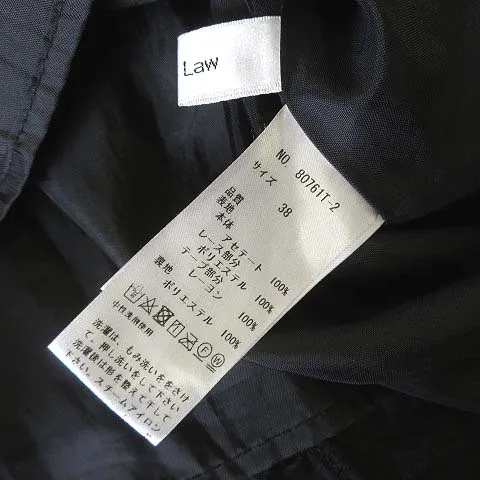 Law
NO. 80761T-2
サイズ 38
品質
表地
本体 アセテート 100%
レース部分
ポリエステル 100%
テープ部分
レーヨン 100%
裏地
ポリエステル 100%
中性洗剤使用
洗濯は、もみ洗いをさけ
て、押し洗いをして下さい
洗濯後は形を整えて干して
下さい。スチームアイロン